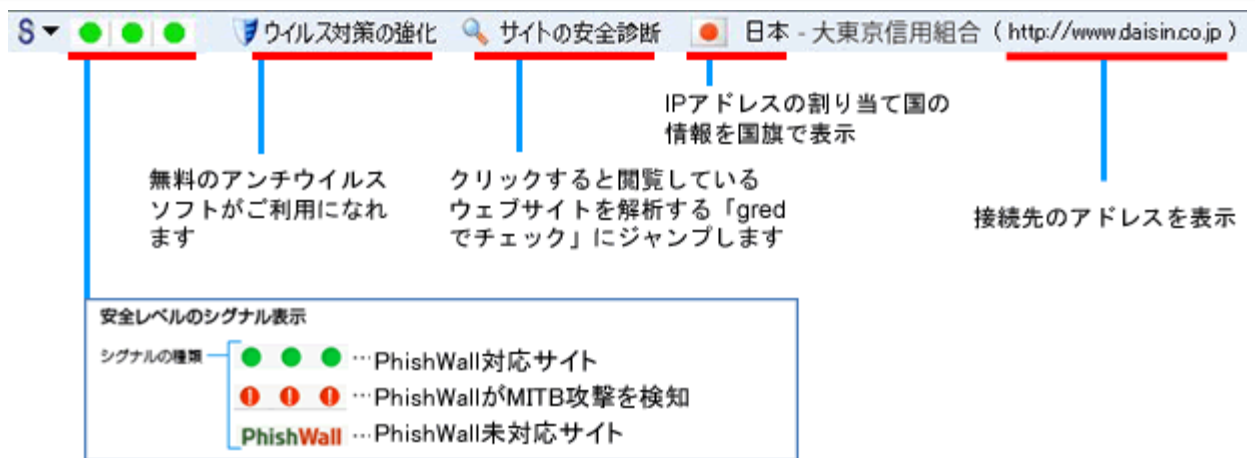 S ウイルス対策の強化 サイトの安全診断 日本 - 大東京信用組合 ( http://www.daisin.co.jp )
IPアドレスの割り当て国の
情報を国旗で表示
無料のアンチウイルス
ソフトがご利用になれ
ます
クリックすると閲覧している
ウェブサイトを解析する「gred
でチェック」にジャンプします
接続先のアドレスを表示
安全レベルのシグナル表示
シグナルの種類
…PhishWall対応サイト
…PhishWallがMITB攻撃を検知
PhishWall …PhishWall未対応サイト